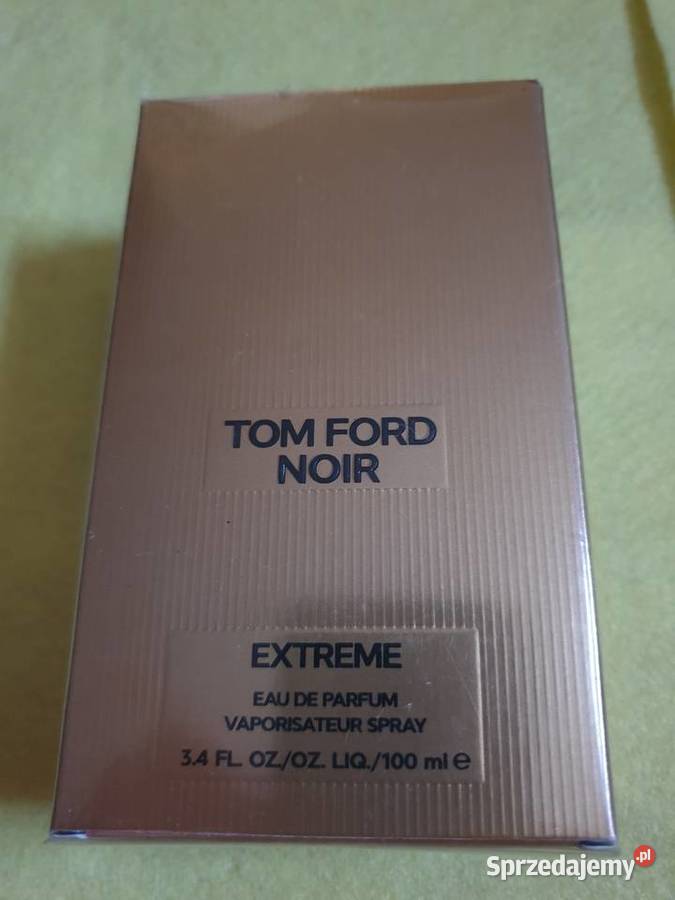 TOM FORD
NOIR
EXTREME
EAU DE PARFUM
VAPORISATEUR SPRAY
3.4 FL. OZ./OZ. LIQ./100 ml ℮
Sprzedajemy.pl